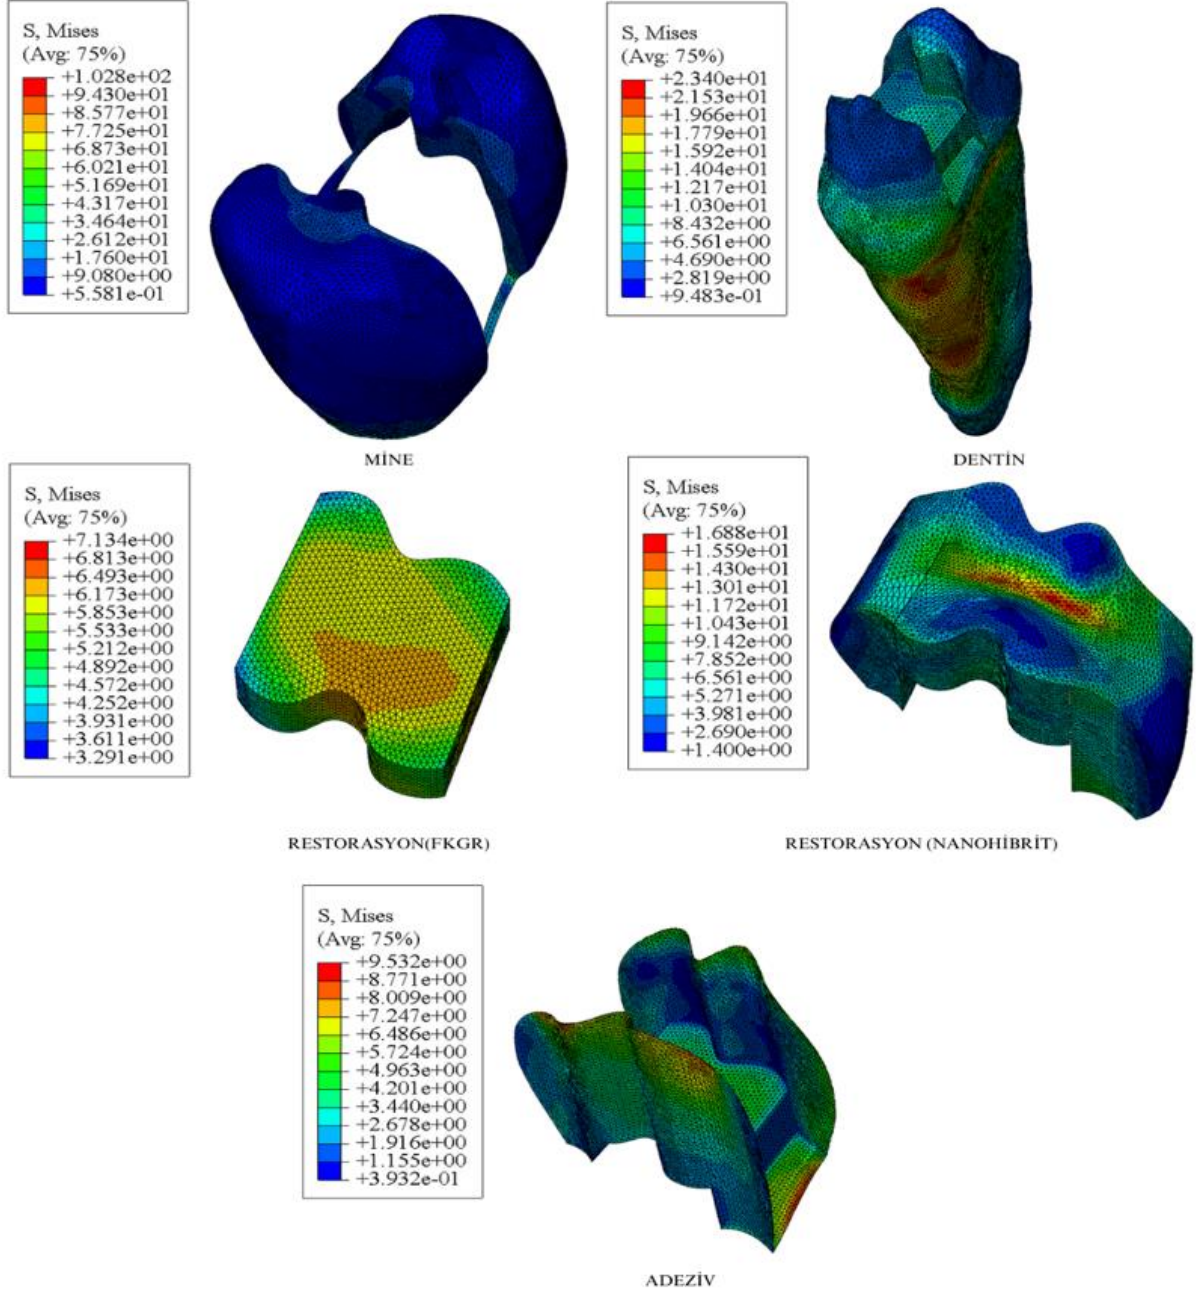 S, Mises
(Avg: 75%)
+1.028e+02
+9.430e+01
+8.577e+01
+7.725e+01
+6.873e+01
+6.021e+01
+5.169e+01
+4.317e+01
+3.464e+01
+2.612e+01
+1.760e+01
+9.080e+00
+5.581e-01
MİNE
S, Mises
(Avg: 75%)
+2.340e+01
+2.153e+01
+1.966e+01
+1.779e+01
+1.592e+01
+1.404e+01
+1.217e+01
+1.030e+01
+8.432e+00
+6.561e+00
+4.690e+00
+2.819e+00
+9.483e-01
DENTİN
S, Mises
(Avg: 75%)
+7.134e+00
+6.813e+00
+6.493e+00
+6.173e+00
+5.853e+00
+5.533e+00
+5.212e+00
+4.892e+00
+4.572e+00
+4.252e+00
+3.931e+00
+3.611e+00
+3.291e+00
RESTORASYON(FKGR)
S, Mises
(Avg: 75%)
+1.688e+01
+1.559e+01
+1.430e+01
+1.301e+01
+1.172e+01
+1.043e+01
+9.142e+00
+7.852e+00
+6.561e+00
+5.271e+00
+3.981e+00
+2.690e+00
+1.400e+00
RESTORASYON (NANOHİBRİT)
S, Mises
(Avg: 75%)
+9.532e+00
+8.771e+00
+8.009e+00
+7.247e+00
+6.486e+00
+5.724e+00
+4.963e+00
+4.201e+00
+3.440e+00
+2.678e+00
+1.916e+00
+1.155e+00
+3.932e-01
ADEZİV